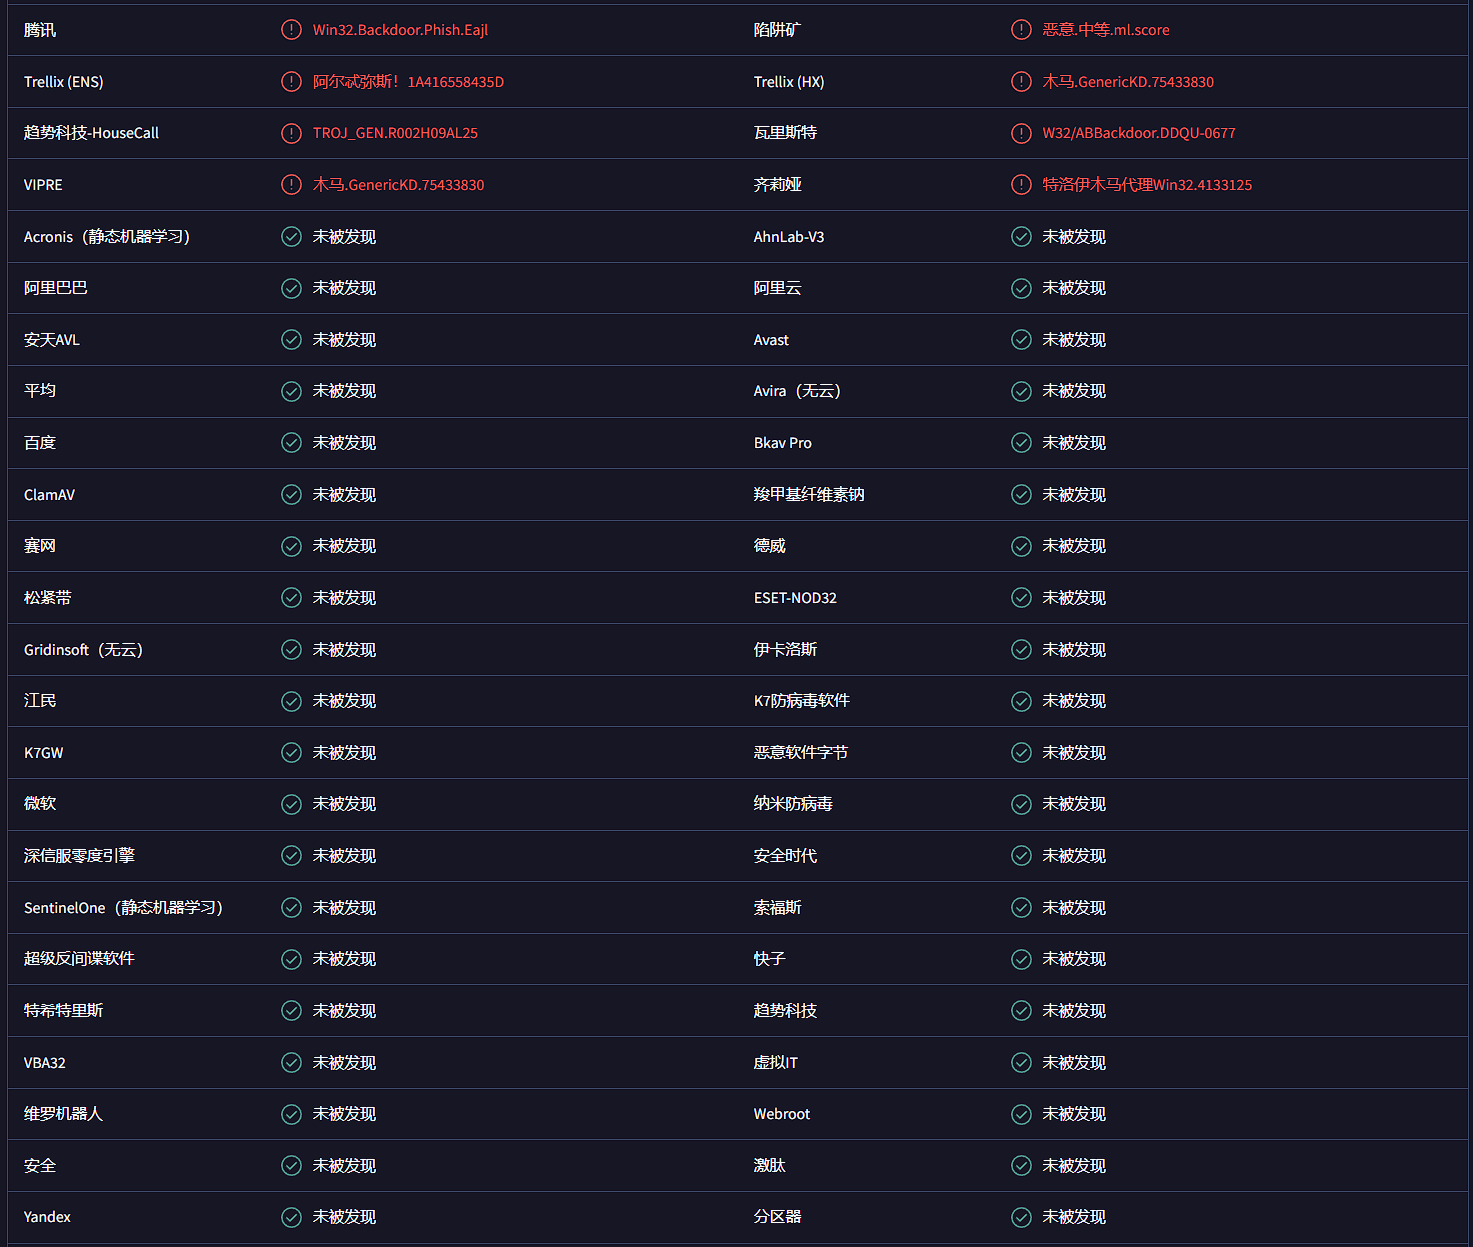 腾讯 Win32.Backdoor.Phish.Eajl 陷阱矿 恶意.中等.ml.score
Trellix (ENS) 阿尔忒弥斯！1A416558435D Trellix (HX) 木马.GenericKD.75433830
趋势科技-HouseCall TROJ_GEN.R002H09AL25 瓦里斯特 W32/ABBackdoor.DDQU-0677
VIPRE 木马.GenericKD.75433830 齐莉娅 特洛伊木马代理Win32.4133125
Acronis（静态机器学习） 未被发现 AhnLab-V3 未被发现
阿里巴巴 未被发现 阿里云 未被发现
安天AVL 未被发现 Avast 未被发现
平均 未被发现 Avira（无云） 未被发现
百度 未被发现 Bkav Pro 未被发现
ClamAV 未被发现 羧甲基纤维素钠 未被发现
赛网 未被发现 德威 未被发现
松紧带 未被发现 ESET-NOD32 未被发现
Gridinsoft（无云） 未被发现 伊卡洛斯 未被发现
江民 未被发现 K7防病毒软件 未被发现
K7GW 未被发现 恶意软件字节 未被发现
微软 未被发现 纳米防病毒 未被发现
深信服零度引擎 未被发现 安全时代 未被发现
SentinelOne（静态机器学习） 未被发现 索福斯 未被发现
超级反间谍软件 未被发现 快子 未被发现
特希特里斯 未被发现 趋势科技 未被发现
VBA32 未被发现 虚拟IT 未被发现
维罗机器人 未被发现 Webroot 未被发现
安全 未被发现 激肽 未被发现
Yandex 未被发现 分区器 未被发现